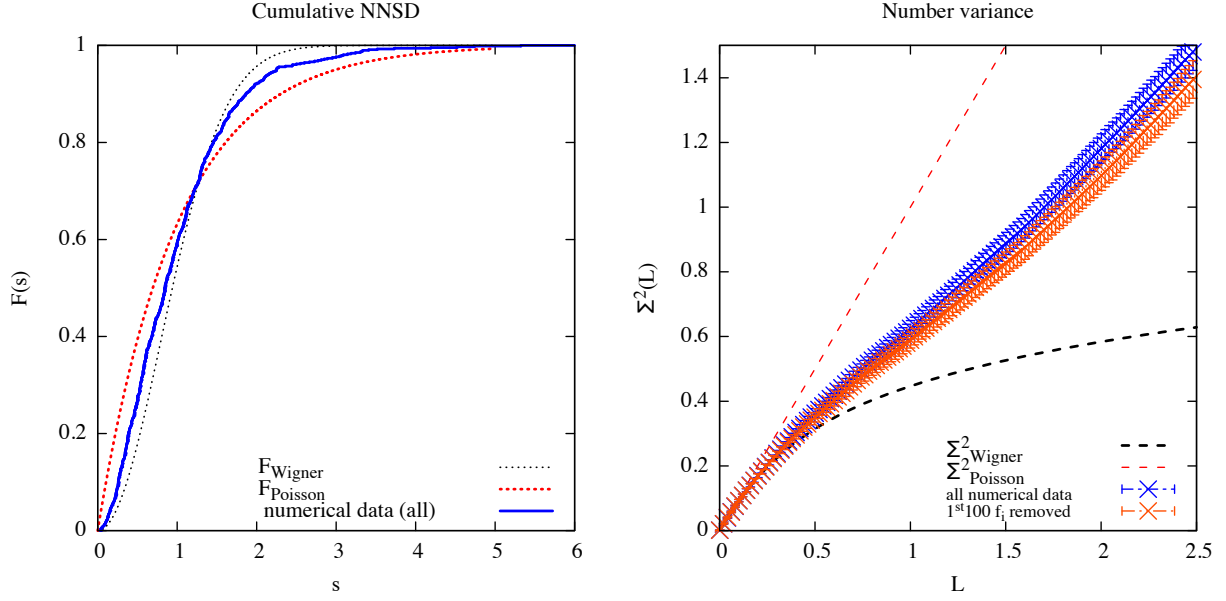 Cumulative NNSD
F(s)
1
0.8
0.6
0.4
0.2
0
0 1 2 3 4 5 6
s
F_Wigner
F_Poisson
numerical data (all)
Number variance
Σ²(L)
1.4
1.2
1
0.8
0.6
0.4
0.2
0
0 0.5 1 1.5 2 2.5
L
Σ²_Wigner
Σ²_Poisson
all numerical data
1ˢᵗ100 f_i removed